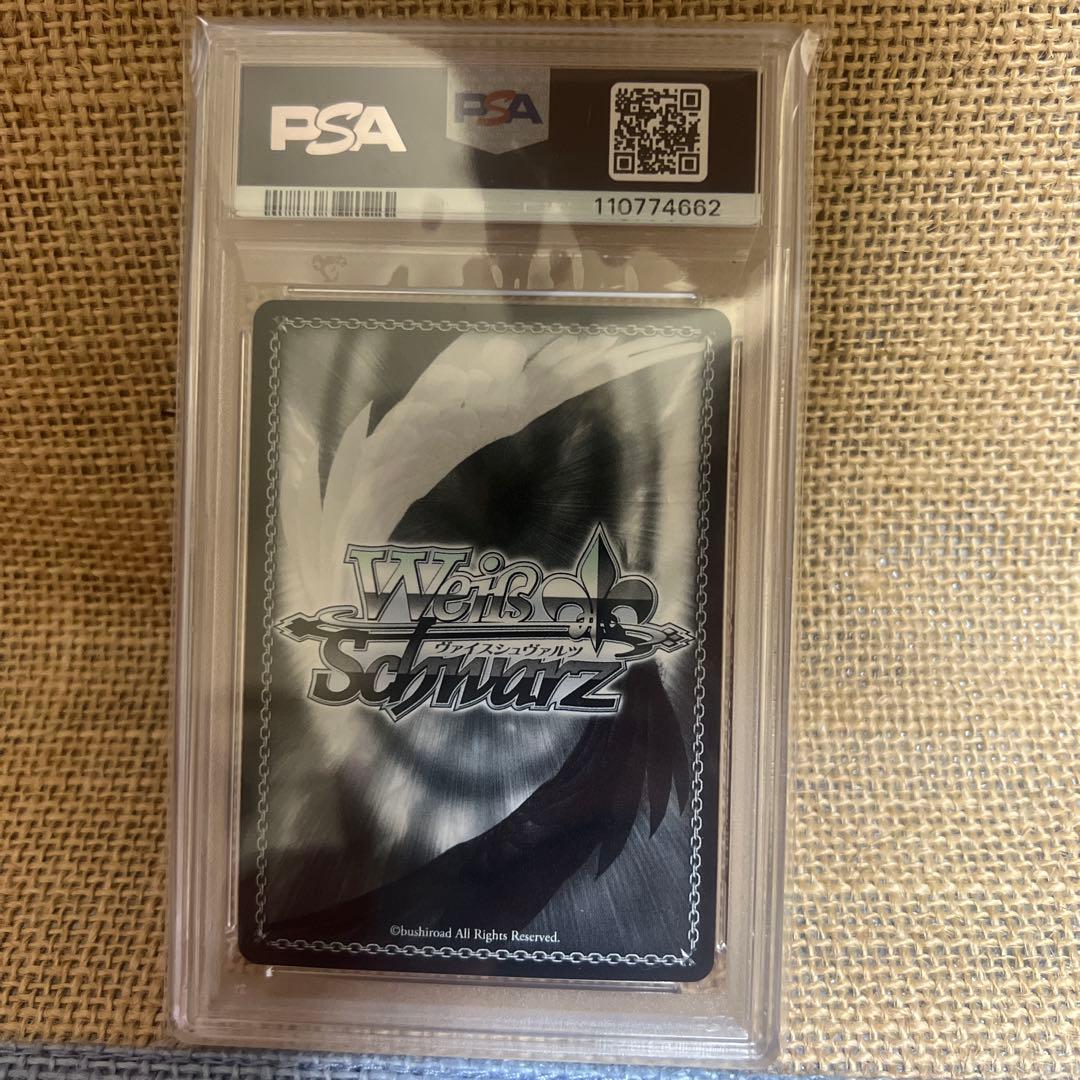 PSA
PSA
110774662
Weiß
ヴァイスシュヴァルツ
Schwarz
©bushiroad All Rights Reserved.